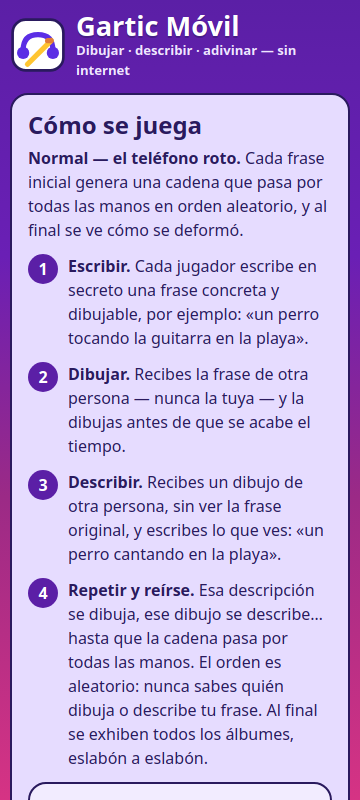 Gartic Móvil
Dibujar · describir · adivinar — sin
internet
Cómo se juega
Normal — el teléfono roto. Cada frase
inicial genera una cadena que pasa por
todas las manos en orden aleatorio, y al
final se ve cómo se deformó.
1 Escribir. Cada jugador escribe en
secreto una frase concreta y
dibujable, por ejemplo: «un perro
tocando la guitarra en la playa».
2 Dibujar. Recibes la frase de otra
persona — nunca la tuya — y la
dibujas antes de que se acabe el
tiempo.
3 Describir. Recibes un dibujo de
otra persona, sin ver la frase
original, y escribes lo que ves: «un
perro cantando en la playa».
4 Repetir y reírse. Esa descripción
se dibuja, ese dibujo se describe…
hasta que la cadena pasa por
todas las manos. El orden es
aleatorio: nunca sabes quién
dibuja o describe tu frase. Al final
se exhiben todos los álbumes,
eslabón a eslabón.